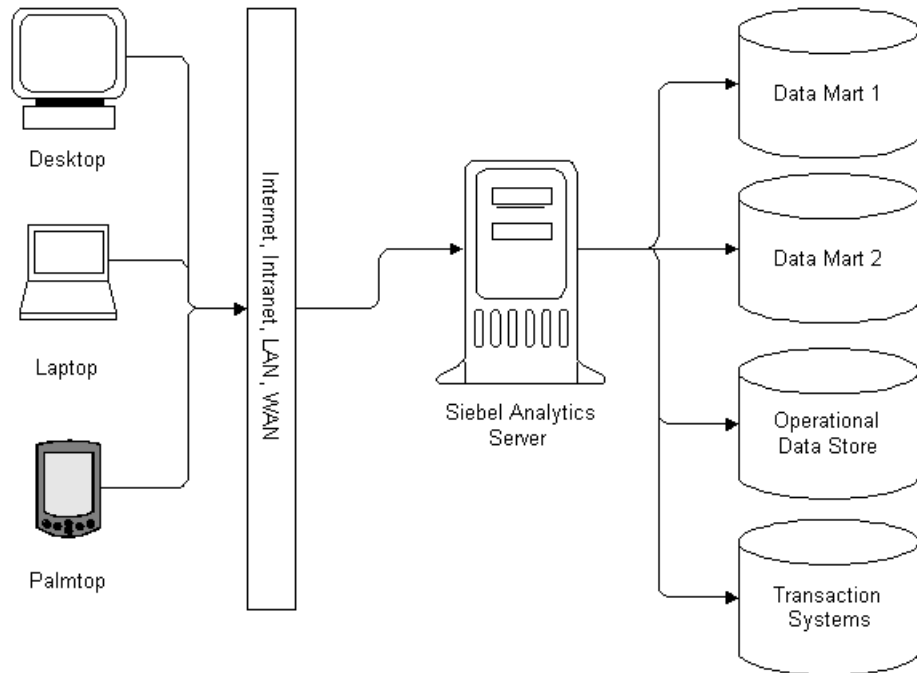 Desktop
Laptop
Palmtop
Internet, Intranet, LAN, WAN
Siebel Analytics
Server
Data Mart 1
Data Mart 2
Operational
Data Store
Transaction
Systems